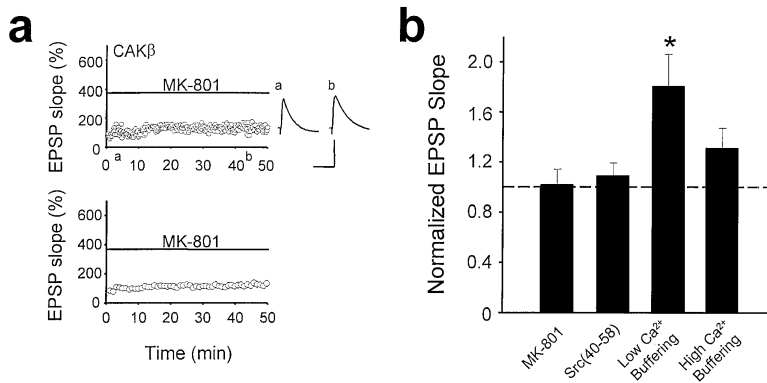 a
CAKβ
EPSP slope (%)
600
400
200
0
MK-801
a
b
0 10 20 30 40 50
a
b
EPSP slope (%)
600
400
200
0
MK-801
0 10 20 30 40 50
Time (min)
b
Normalized EPSP Slope
2.0
1.6
1.2
0.8
0.4
0
*
MK-801
Src(40-58)
Low Ca²⁺
Buffering
High Ca²⁺
Buffering